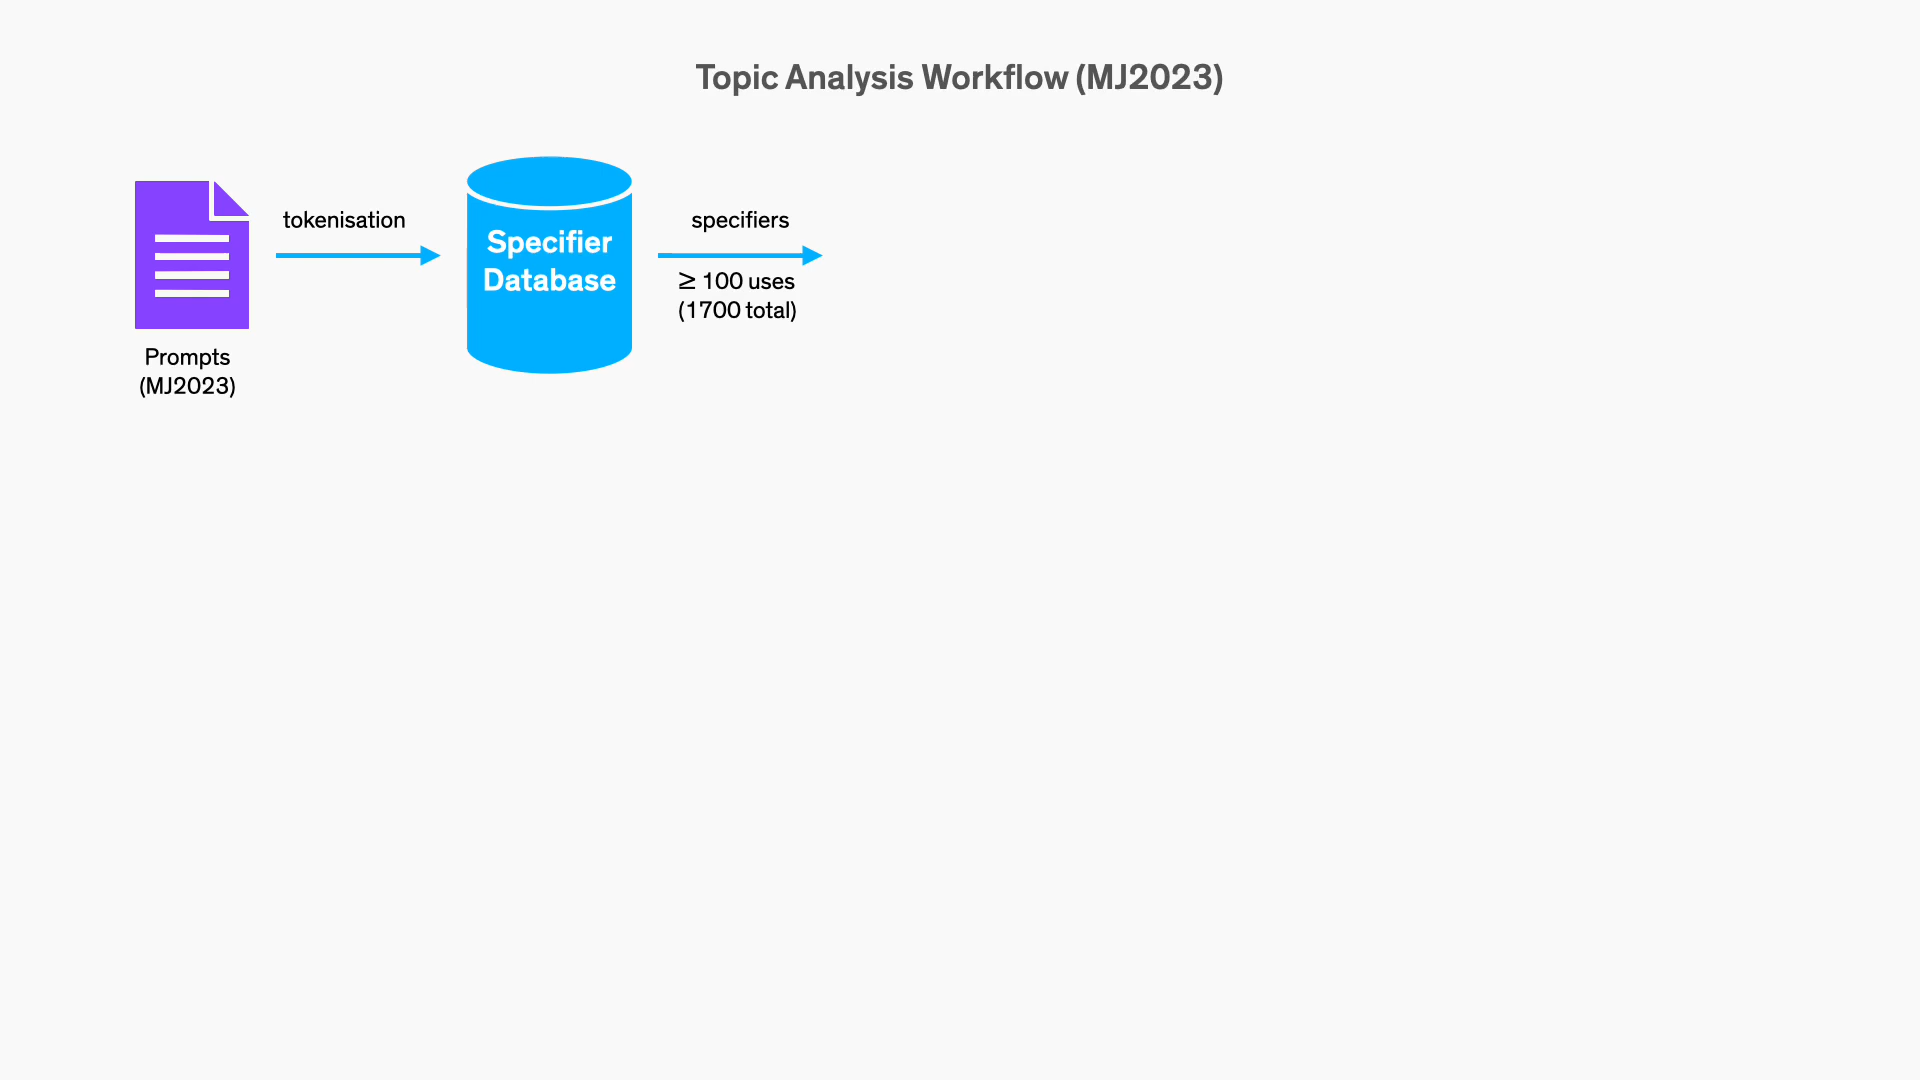 Topic Analysis Workflow (MJ2023)
tokenisation
Specifier
Database
specifiers
≥ 100 uses
(1700 total)
Prompts
(MJ2023)